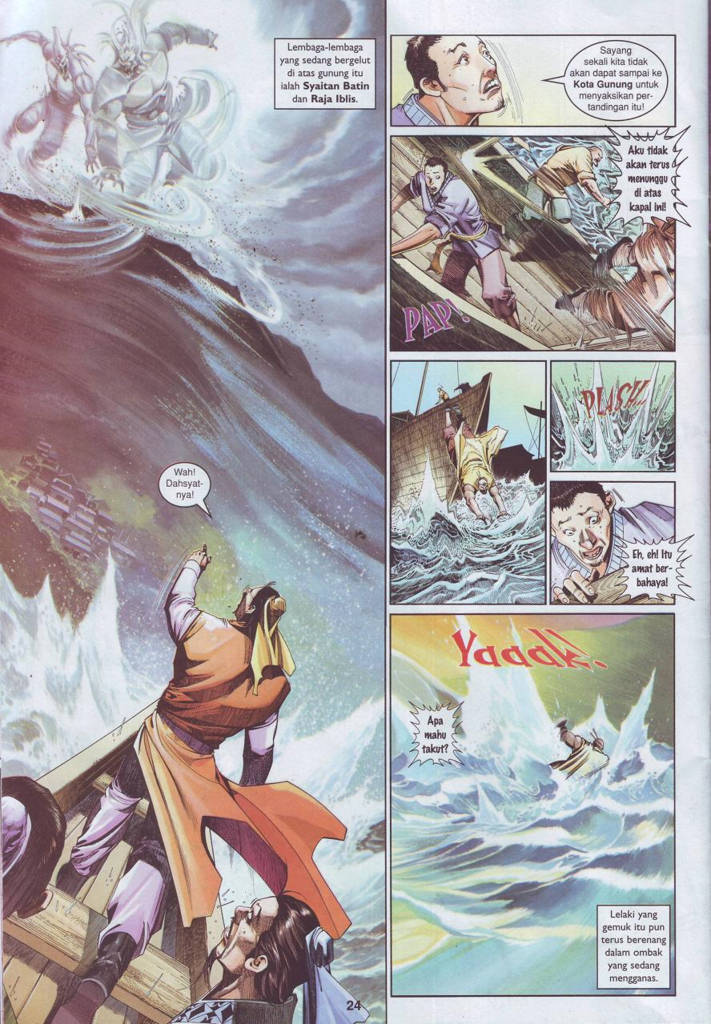 Lembaga-lembaga
yang sedang bergelut
di atas gunung itu
ialah Syaitan Batin
dan Raja Iblis.
Wah!
Dahsyat-
nya!
Sayang
sekali kita tidak
akan dapat sampai ke
Kota Gunung untuk
menyaksikan per-
tandingan itu!
Aku tidak
akan terus
menunggu
di atas
kapal ini!
PAP!
PLASH!
Eh, eh! Itu
amat ber-
bahaya!
Yaaak!
Apa
mahu
takut?
Lelaki yang
gemuk itu pun
terus berenang
dalam ombak
yang sedang
mengganas.
24